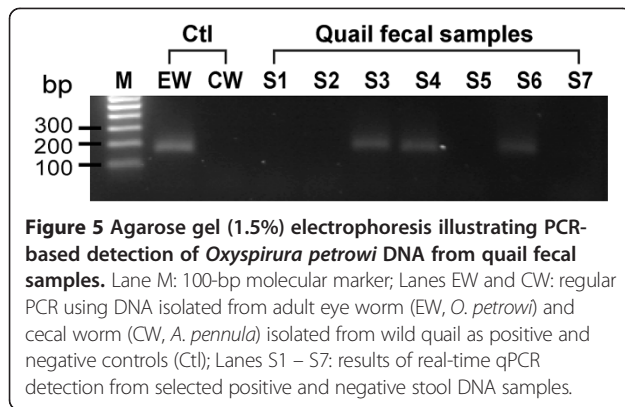 Ctl Quail fecal samples
bp M EW CW S1 S2 S3 S4 S5 S6 S7
300
200
100
Figure 5 Agarose gel (1.5%) electrophoresis illustrating PCR-
based detection of Oxyspirura petrowi DNA from quail fecal
samples. Lane M: 100-bp molecular marker; Lanes EW and CW: regular
PCR using DNA isolated from adult eye worm (EW, O. petrowi) and
cecal worm (CW, A. pennula) isolated from wild quail as positive and
negative controls (Ctl); Lanes S1 – S7: results of real-time qPCR
detection from selected positive and negative stool DNA samples.